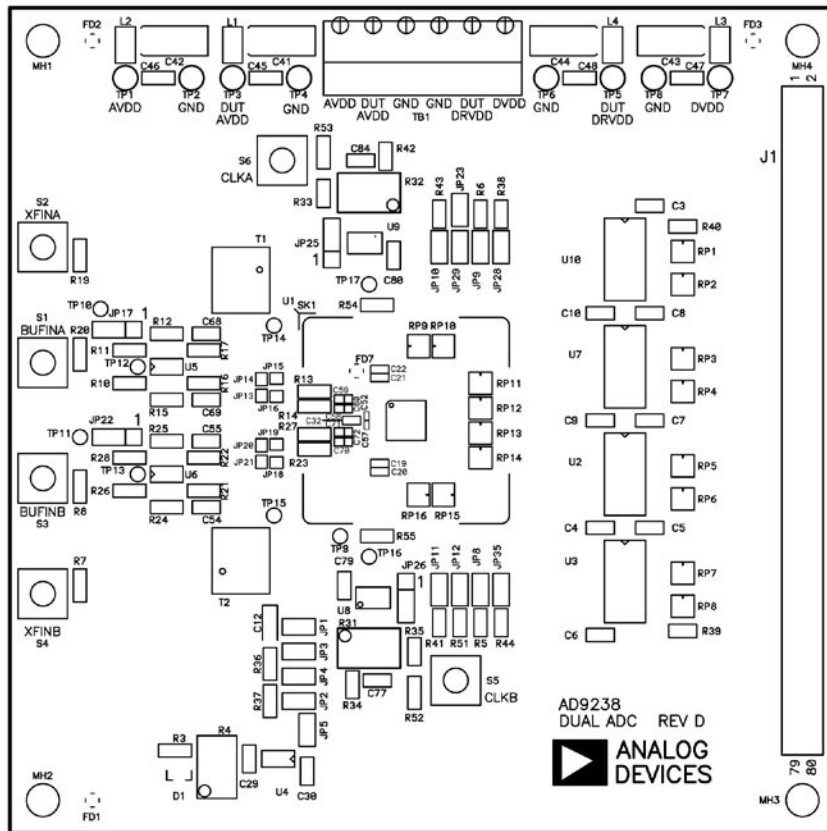 FD2 L2 L1 L4 L3 FD3
C42 C41 C44 C43
MH1 C46 C45 C48 C47 MH4
TP1 TP2 TP3 TP4 TP6 TP5 TP8 TP7
AVDD GND DUT AVDD GND GND DUT DRVDD GND DVDD
AVDD DUT AVDD GND GND DUT DRVDD DVDD
TB1
1 2
J1
S6
CLKA
R53
C84
R42
R33
R32
U9
R43
JP23
R6
R38
C3
R40
S2
XFINA
R19
T1
JP25
1
C80
TP17
JP10
JP29
JP9
JP28
U10
RP1
RP2
U1
SK1
R54
TP10
JP17
1
R12
C68
TP14
C10
C8
S1
BUFINA
R20
R11
R17
TP12
U5
R10
R16
R15
C69
RP9 RP10
FD7
C22
C21
U7
RP3
RP4
JP14
JP15
JP13
JP16
R13
R14
C59
C52
C32
C57
RP11
RP12
RP13
RP14
JP22
1
TP11
R25
C55
R28
R22
TP13
U6
R26
R21
R24
C54
JP20
JP19
JP21
JP18
R27
R23
C72
C78
C19
C20
C9
C7
U2
RP5
RP6
BUFINB
S3
R8
TP15
RP16 RP15
R55
TP9
TP16
C4
C5
U3
RP7
RP8
R7
XFINB
S4
T2
C79
U8
JP26
1
JP11
JP12
JP8
JP35
C6
R39
C12
JP1
R31
R35
R41
R51
R5
R44
R36
JP3
JP4
R37
JP2
R34
C77
R52
S5
CLKB
JP5
R3
R4
C29
U4
C30
AD9238
DUAL ADC REV D
ANALOG
DEVICES
79 80
MH2
FD1
D1
MH3